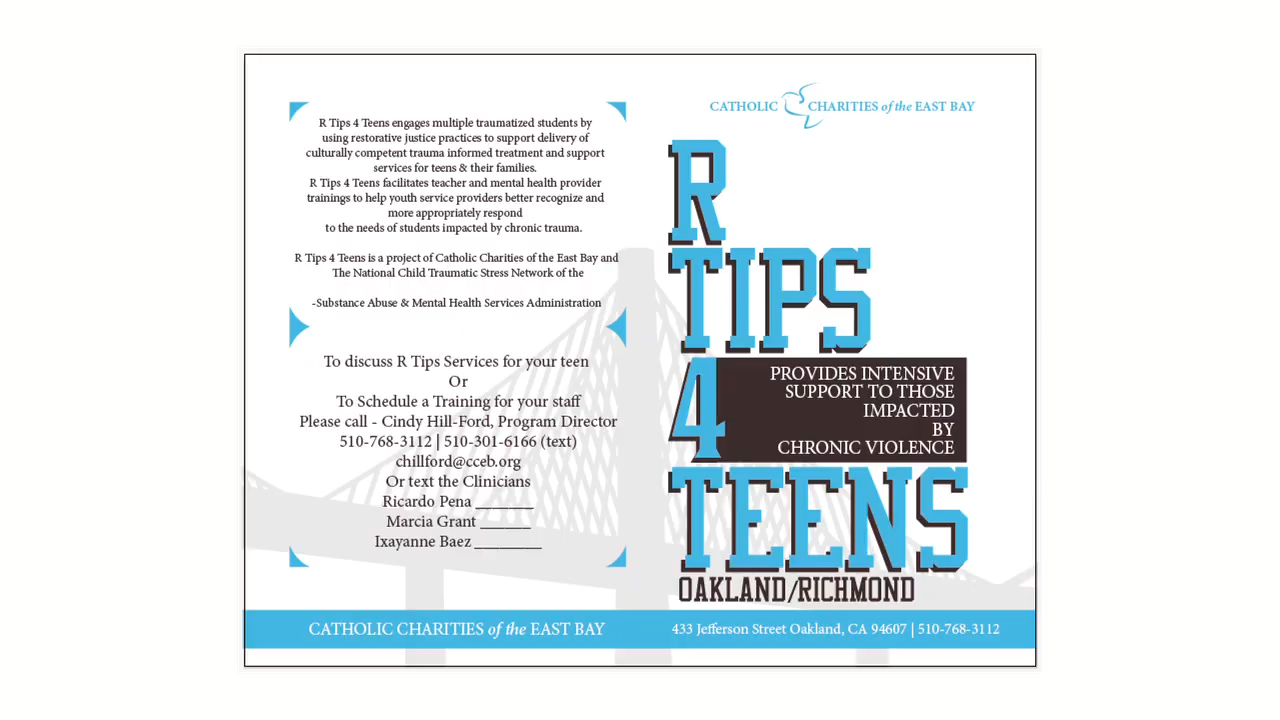 R Tips 4 Teens engages multiple traumatized students by
using restorative justice practices to support delivery of
culturally competent trauma informed treatment and support
services for teens & their families.
R Tips 4 Teens facilitates teacher and mental health provider
trainings to help youth service providers better recognize and
more appropriately respond
to the needs of students impacted by chronic trauma.
R Tips 4 Teens is a project of Catholic Charities of the East Bay and
The National Child Traumatic Stress Network of the
-Substance Abuse & Mental Health Services Administration
To discuss R Tips Services for your teen
Or
To Schedule a Training for your staff
Please call - Cindy Hill-Ford, Program Director
510-768-3112 | 510-301-6166 (text)
chillford@cceb.org
Or text the Clinicians
Ricardo Pena _______
Marcia Grant ______
Ixayanne Baez ________
CATHOLIC CHARITIES of the EAST BAY
CATHOLIC CHARITIES of the EAST BAY
R
TIPS
4
PROVIDES INTENSIVE
SUPPORT TO THOSE
IMPACTED
BY
CHRONIC VIOLENCE
TEENS
OAKLAND/RICHMOND
433 Jefferson Street Oakland, CA 94607 | 510-768-3112